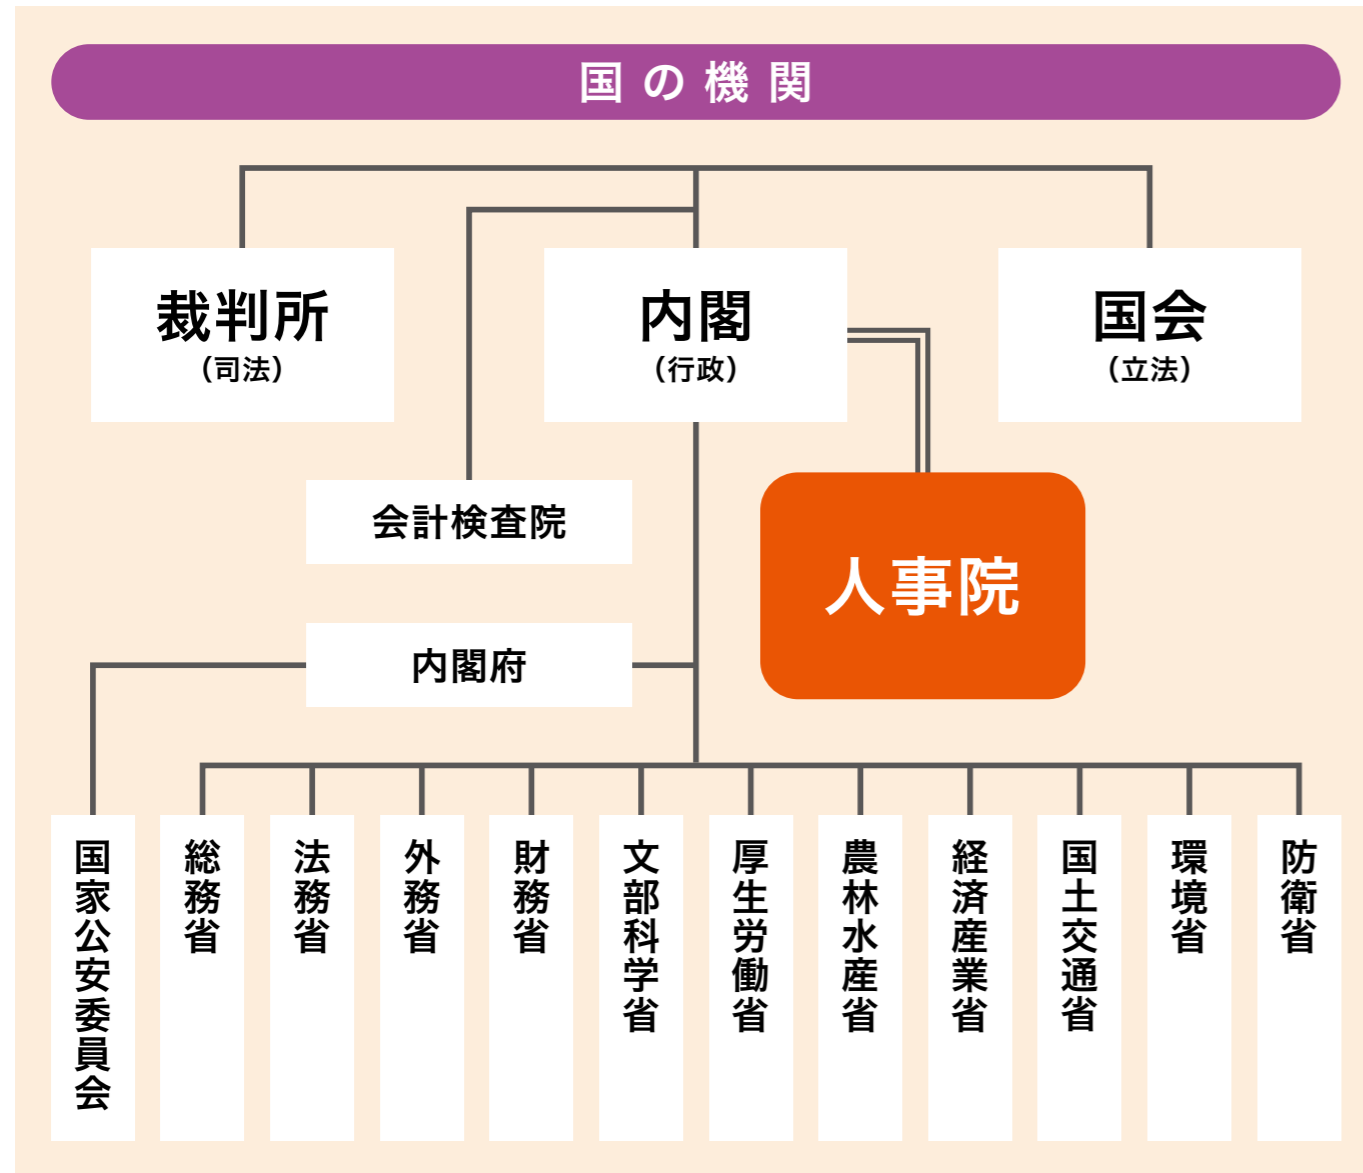 国の機関
裁判所
（司法）
内閣
（行政）
国会
（立法）
会計検査院
人事院
内閣府
国家公安委員会
総務省
法務省
外務省
財務省
文部科学省
厚生労働省
農林水産省
経済産業省
国土交通省
環境省
防衛省